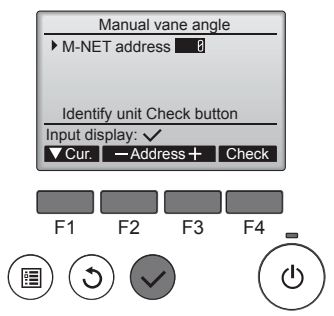 Manual vane angle
M-NET address 0
Identify unit Check button
Input display: ✓
▼ Cur. − Address + Check
F1 F2 F3 F4